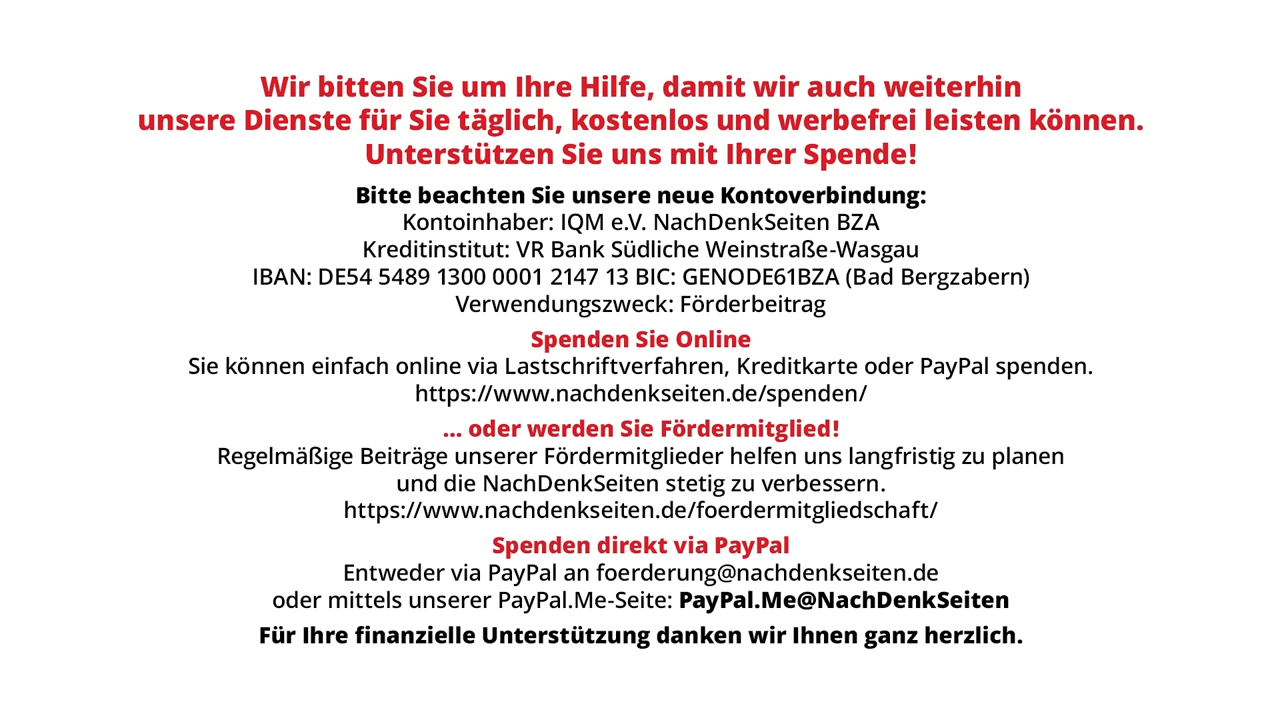 Wir bitten Sie um Ihre Hilfe, damit wir auch weiterhin
unsere Dienste für Sie täglich, kostenlos und werbefrei leisten können.
Unterstützen Sie uns mit Ihrer Spende!
Bitte beachten Sie unsere neue Kontoverbindung:
Kontoinhaber: IQM e.V. NachDenkSeiten BZA
Kreditinstitut: VR Bank Südliche Weinstraße-Wasgau
IBAN: DE54 5489 1300 0001 2147 13 BIC: GENODE61BZA (Bad Bergzabern)
Verwendungszweck: Förderbeitrag
Spenden Sie Online
Sie können einfach online via Lastschriftverfahren, Kreditkarte oder PayPal spenden.
https://www.nachdenkseiten.de/spenden/
... oder werden Sie Fördermitglied!
Regelmäßige Beiträge unserer Fördermitglieder helfen uns langfristig zu planen
und die NachDenkSeiten stetig zu verbessern.
https://www.nachdenkseiten.de/foerdermitgliedschaft/
Spenden direkt via PayPal
Entweder via PayPal an foerderung@nachdenkseiten.de
oder mittels unserer PayPal.Me-Seite: PayPal.Me@NachDenkSeiten
Für Ihre finanzielle Unterstützung danken wir Ihnen ganz herzlich.